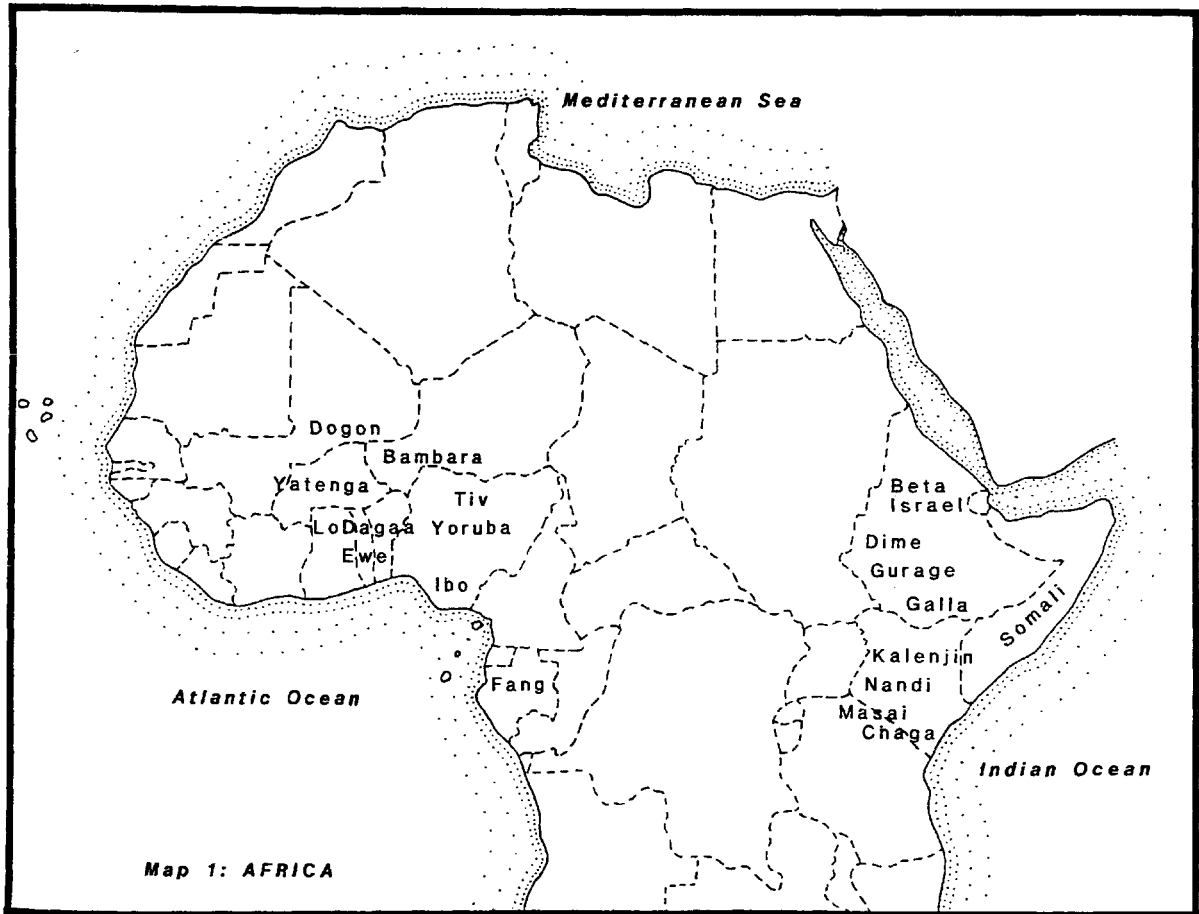 Mediterranean Sea
Dogon
Bambara
Yatenga
Tiv
LoDagaa
Yoruba
Ewe
Ibo
Beta
Israel
Dime
Gurage
Galla
Somali
Kalenjin
Nandi
Masai
Chaga
Fang
Atlantic Ocean
Indian Ocean
Map 1: AFRICA